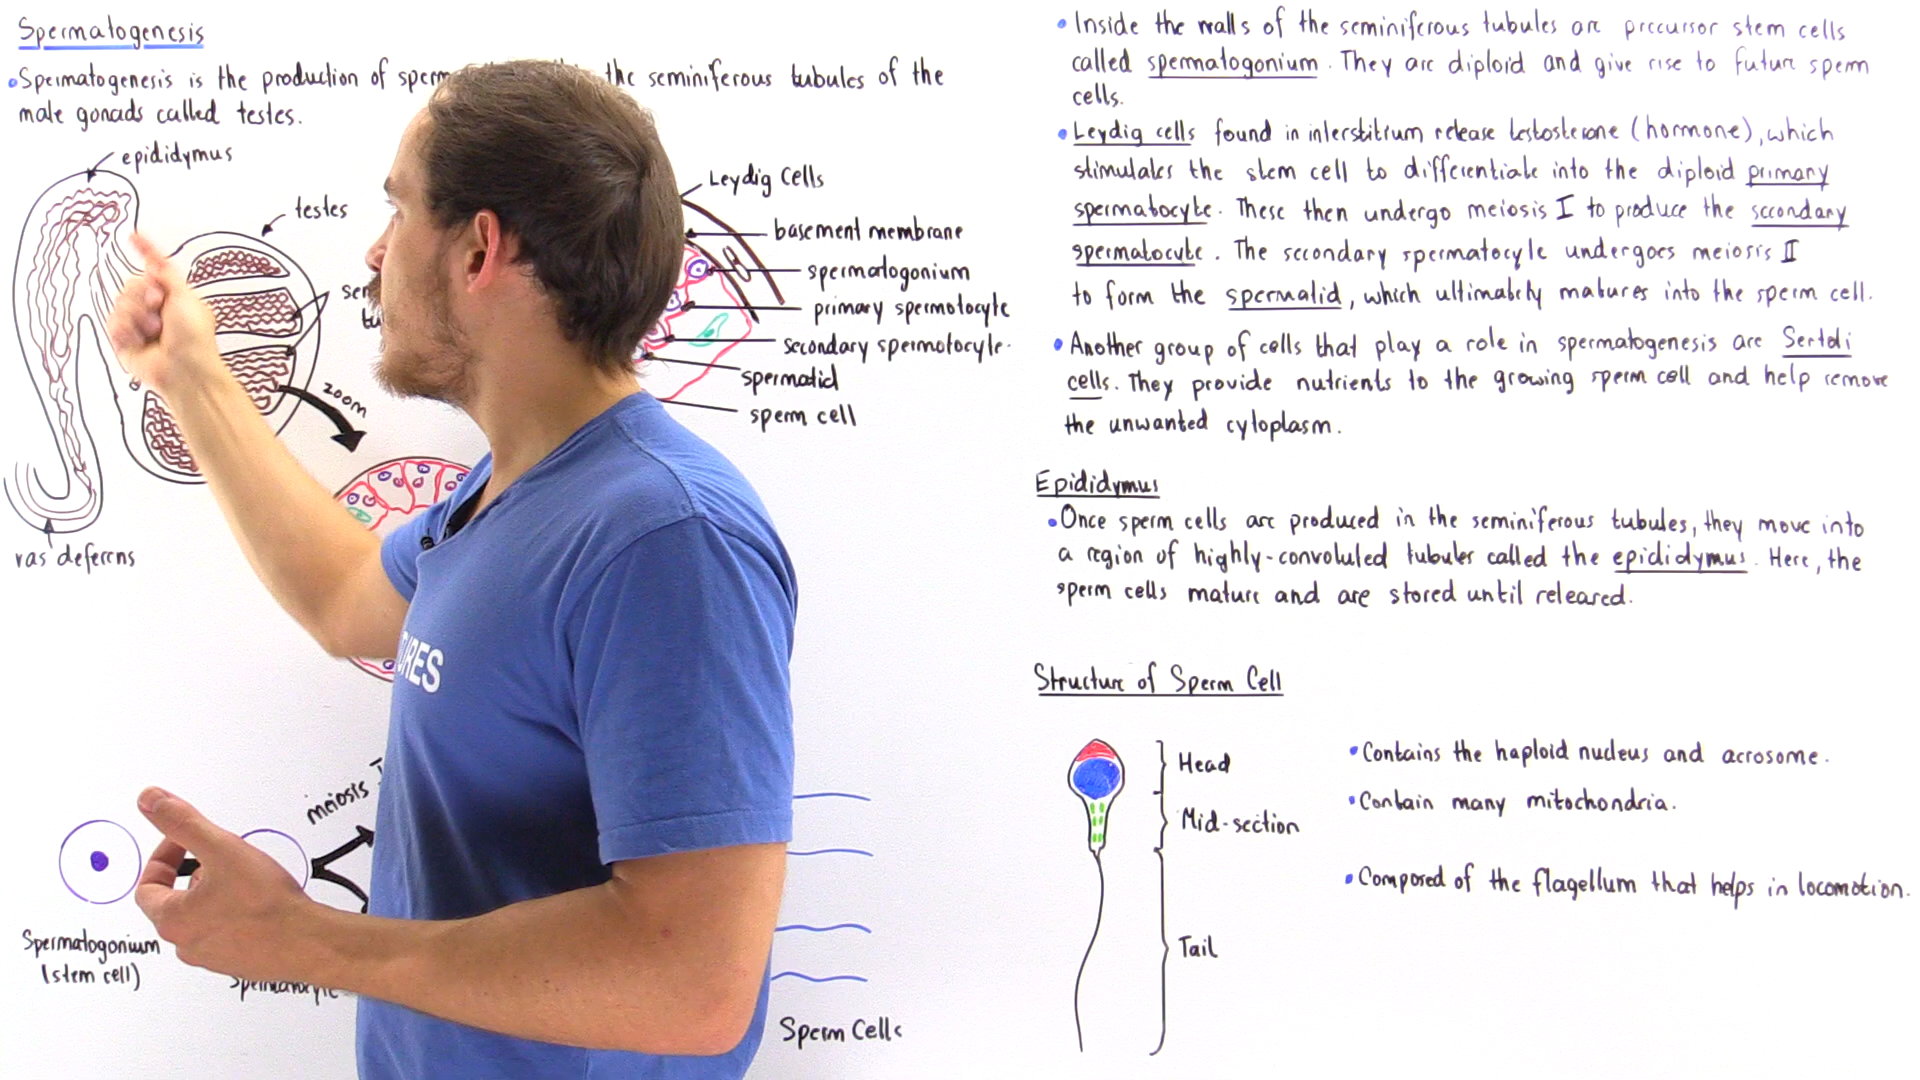 Spermatogenesis
•Spermatogenesis is the production of sperm the seminiferous tubules of the
male gonads called testes.
epididymus
testes
zoom
vas deferens
Leydig Cells
basement membrane
spermatogonium
primary spermotocyte
secondary spermotocyte.
spermatid
sperm cell
meiosis I
Spermatogonium
(stem cell)
Spermatocyte
Sperm Cells
URES
•Inside the walls of the seminiferous tubules are precursor stem cells
called spermatogonium. They are diploid and give rise to future sperm
cells.
•Leydig cells found in interstitium release testosterone (hormone), which
stimulates the stem cell to differentiate into the diploid primary
spermatocyte. These then undergo meiosis I to produce the secondary
spermatocyte. The secondary spermatocyte undergoes meiosis II
to form the spermatid, which ultimately matures into the sperm cell.
•Another group of cells that play a role in spermatogenesis are Sertoli
cells. They provide nutrients to the growing sperm cell and help remove
the unwanted cytoplasm.
Epididymus
•Once sperm cells are produced in the seminiferous tubules, they move into
a region of highly-convoluted tubules called the epididymus. Here, the
sperm cells mature and are stored until released.
Structure of Sperm Cell
Head
•Contains the haploid nucleus and acrosome.
Mid-section
•Contain many mitochondria.
Tail
•Composed of the flagellum that helps in locomotion.